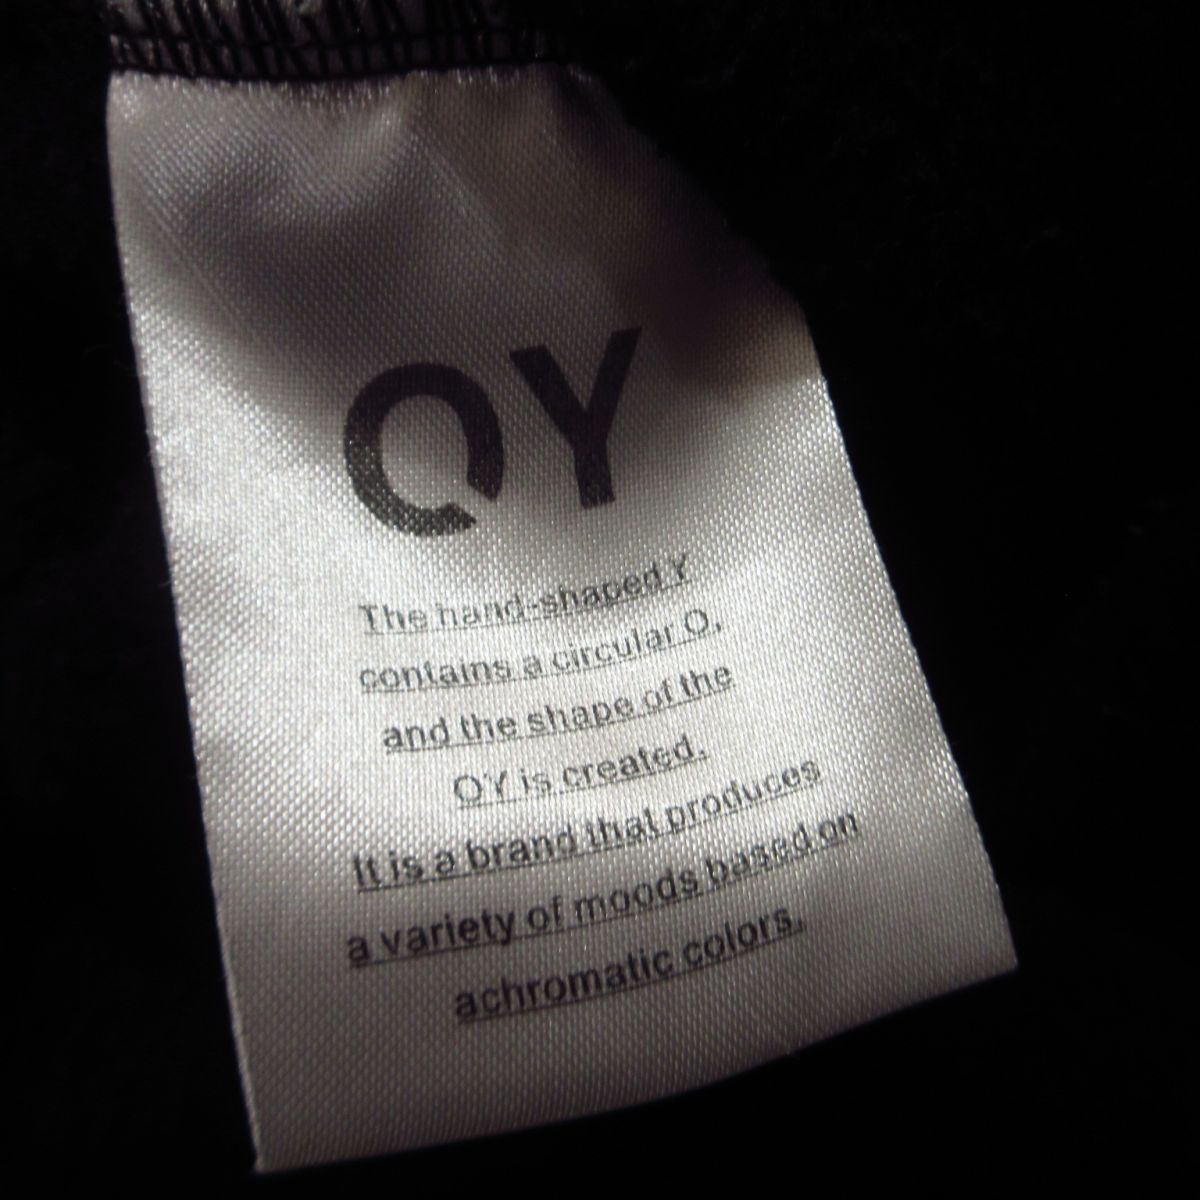 OY
The hand-shaped Y
contains a circular O,
and the shape of the
OY is created.
It is a brand that produces
a variety of moods based on
achromatic colors.